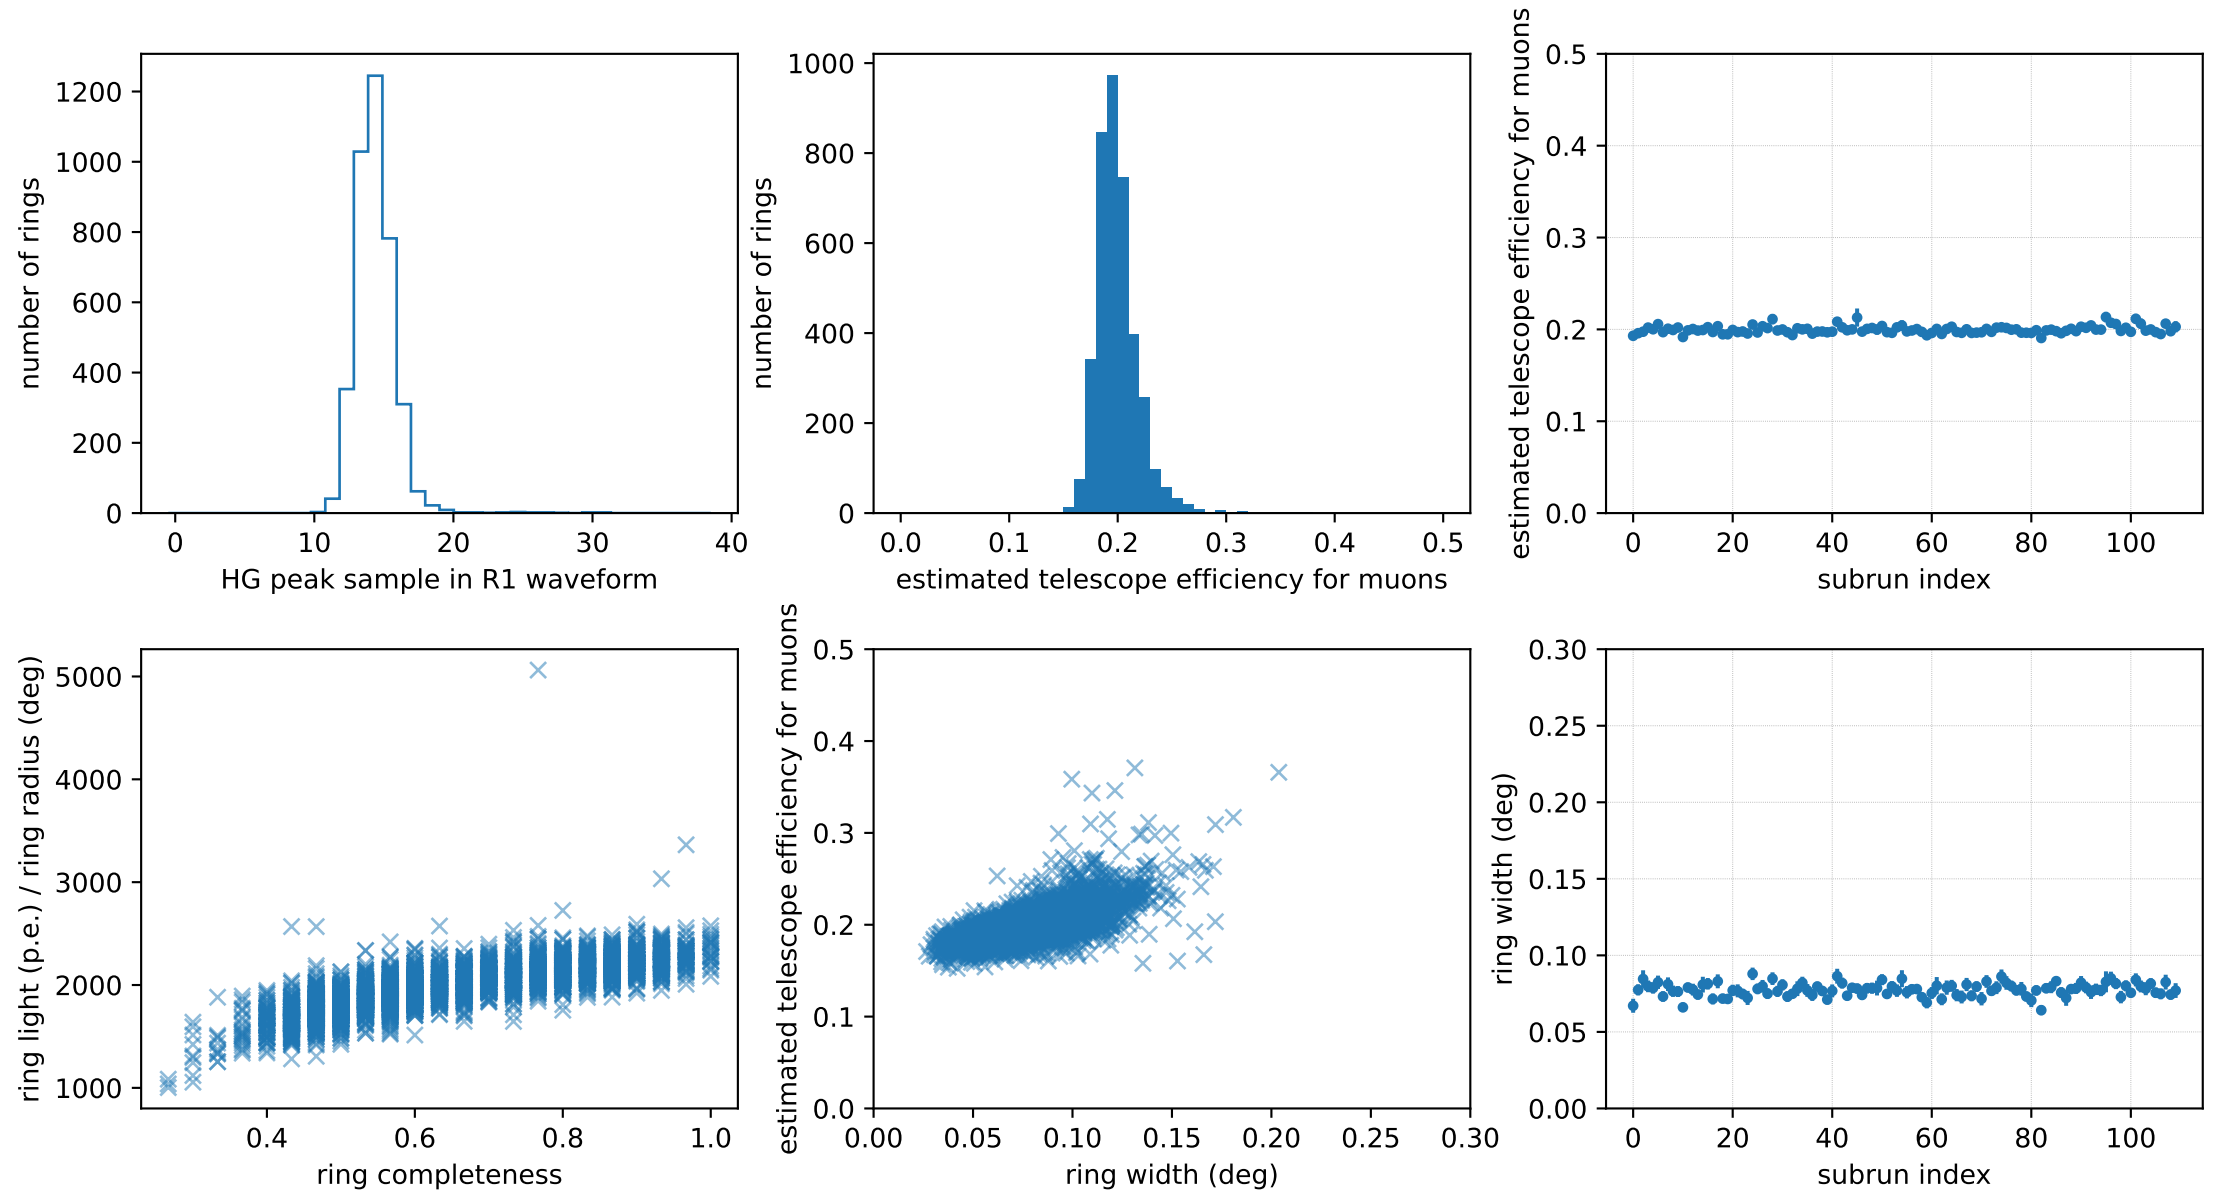 number of rings
1200
1000
800
600
400
200
0
0 10 20 30 40
HG peak sample in R1 waveform
number of rings
1000
800
600
400
200
0
0.0 0.1 0.2 0.3 0.4 0.5
estimated telescope efficiency for muons
estimated telescope efficiency for muons
0.5
0.4
0.3
0.2
0.1
0.0
0 20 40 60 80 100
subrun index
ring light (p.e.) / ring radius (deg)
5000
4000
3000
2000
1000
0.4 0.6 0.8 1.0
ring completeness
estimated telescope efficiency for muons
0.5
0.4
0.3
0.2
0.1
0.0
0.00 0.05 0.10 0.15 0.20 0.25 0.30
ring width (deg)
ring width (deg)
0.30
0.25
0.20
0.15
0.10
0.05
0.00
0 20 40 60 80 100
subrun index